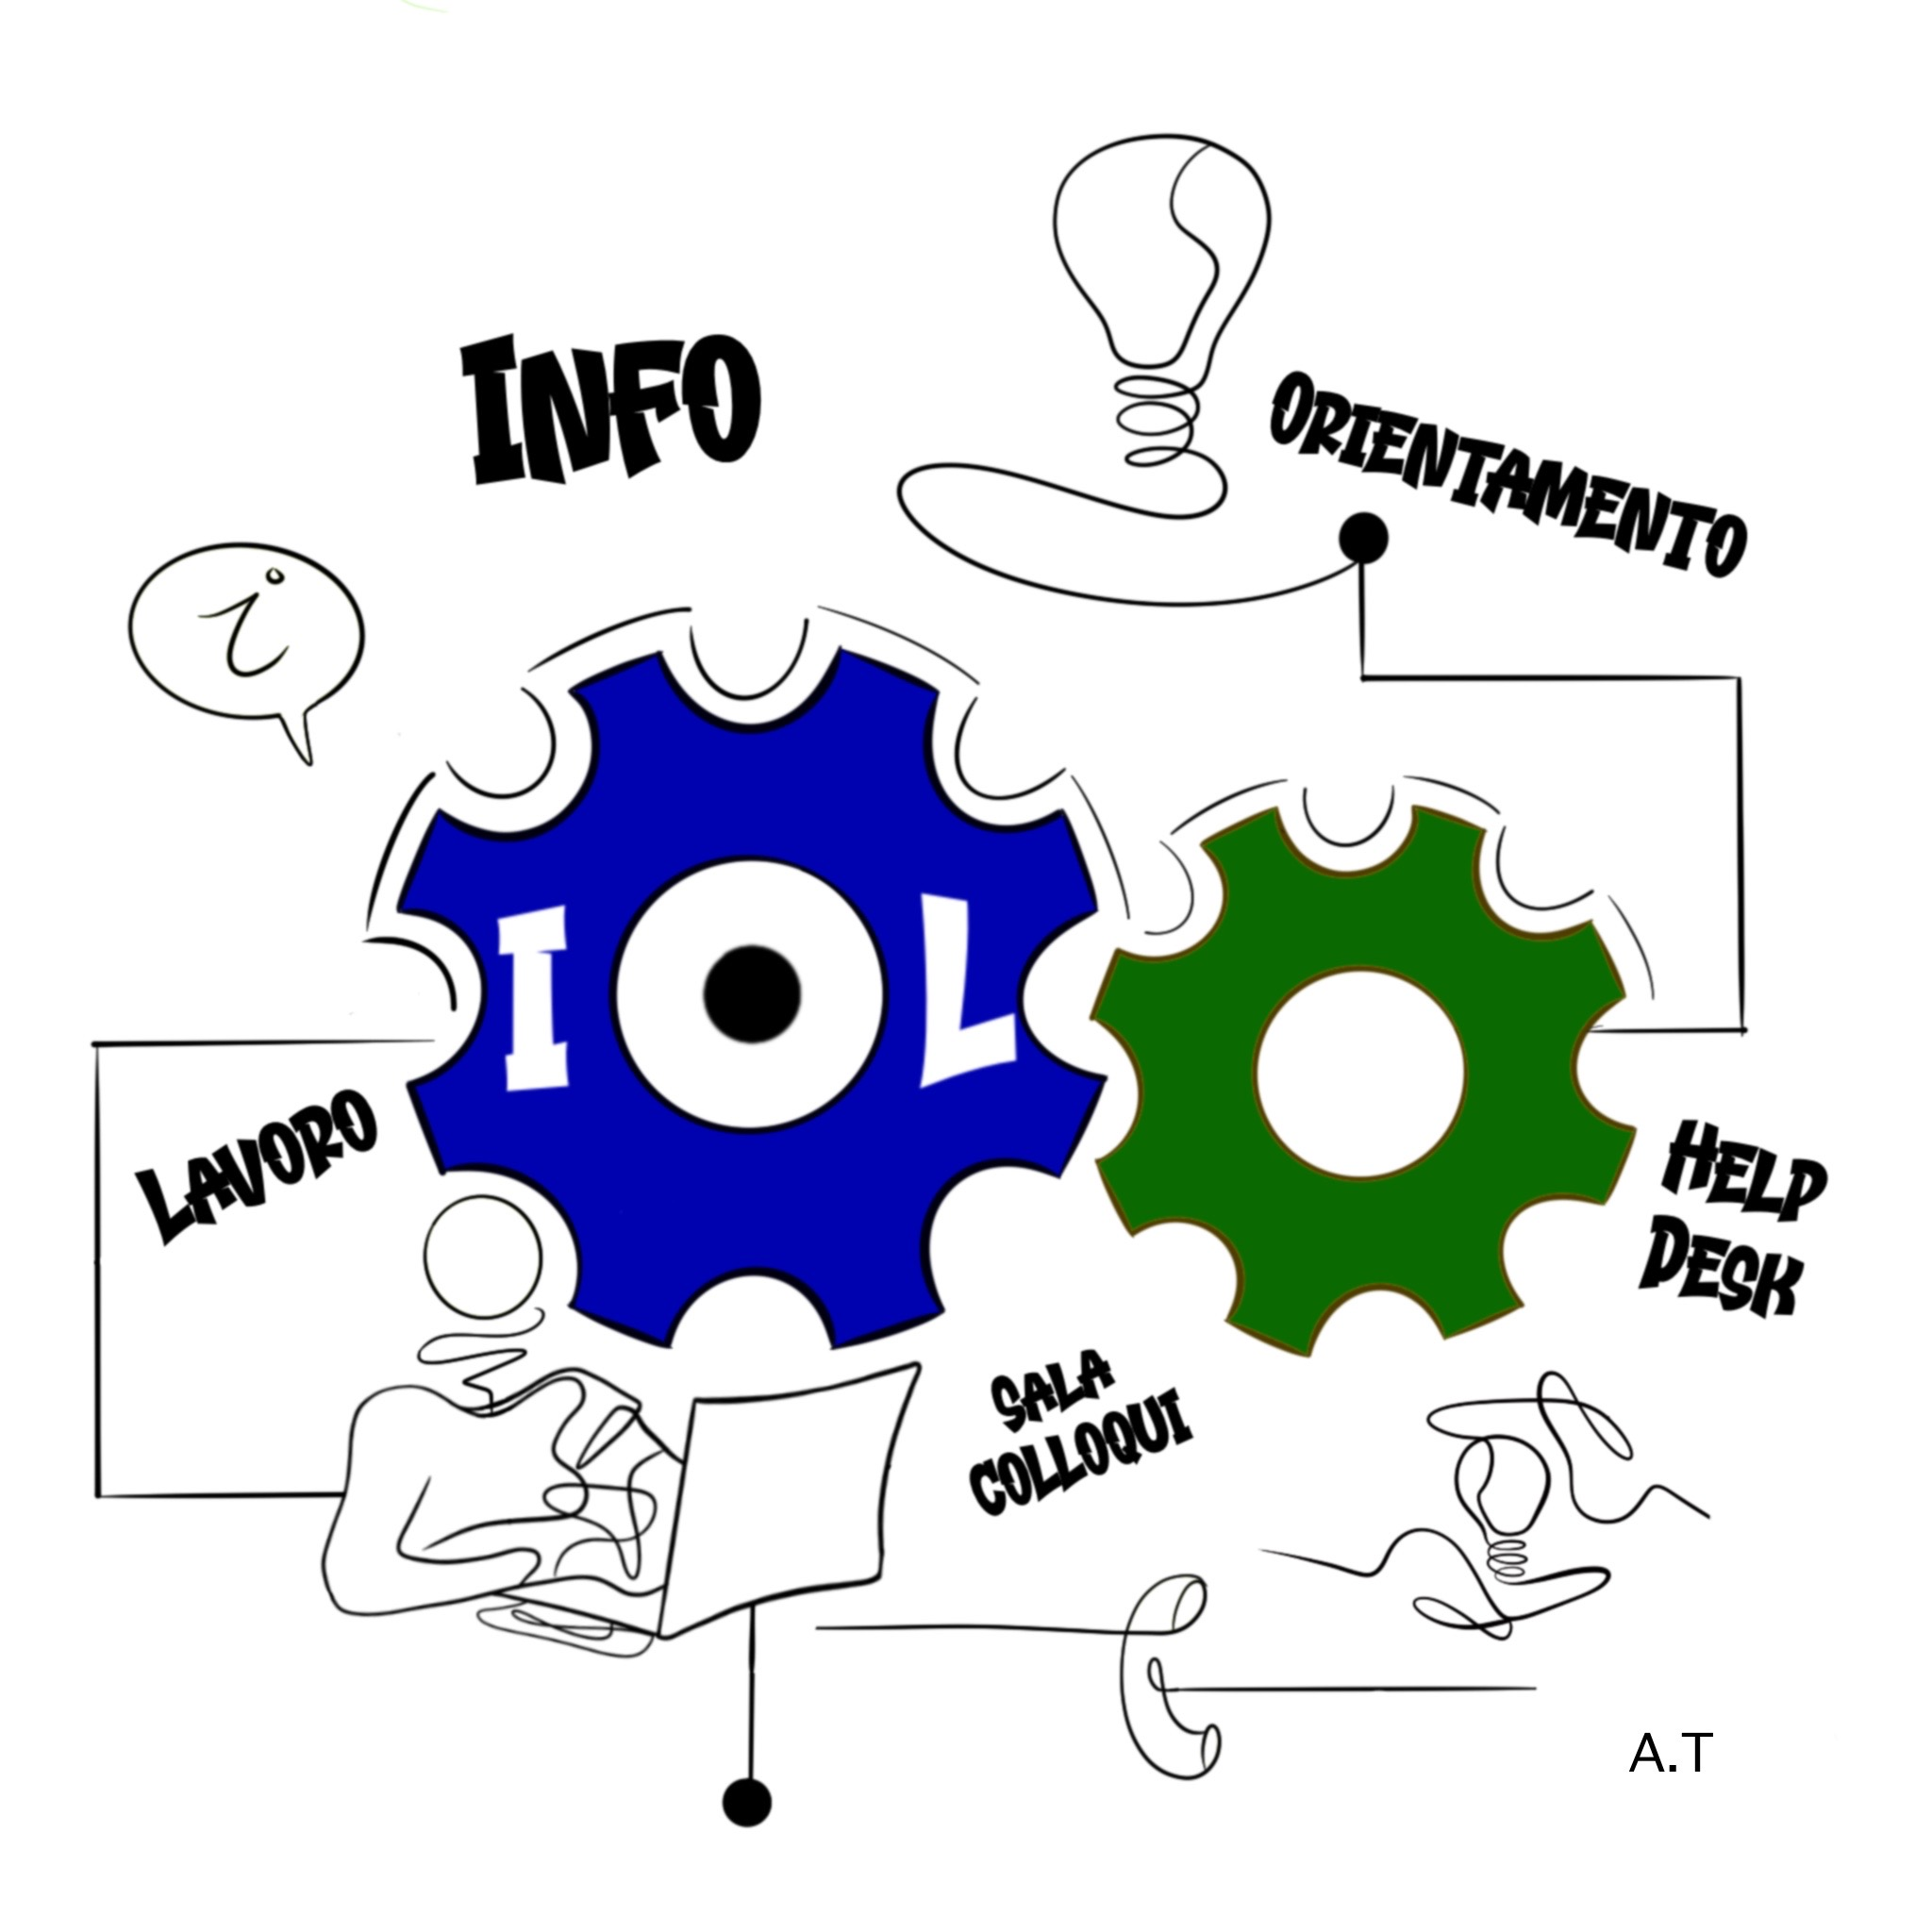 INFO
ORIENTAMENTO
i
I L
LAVORO
HELP
DESK
SALA
COLLOQUI
A.T